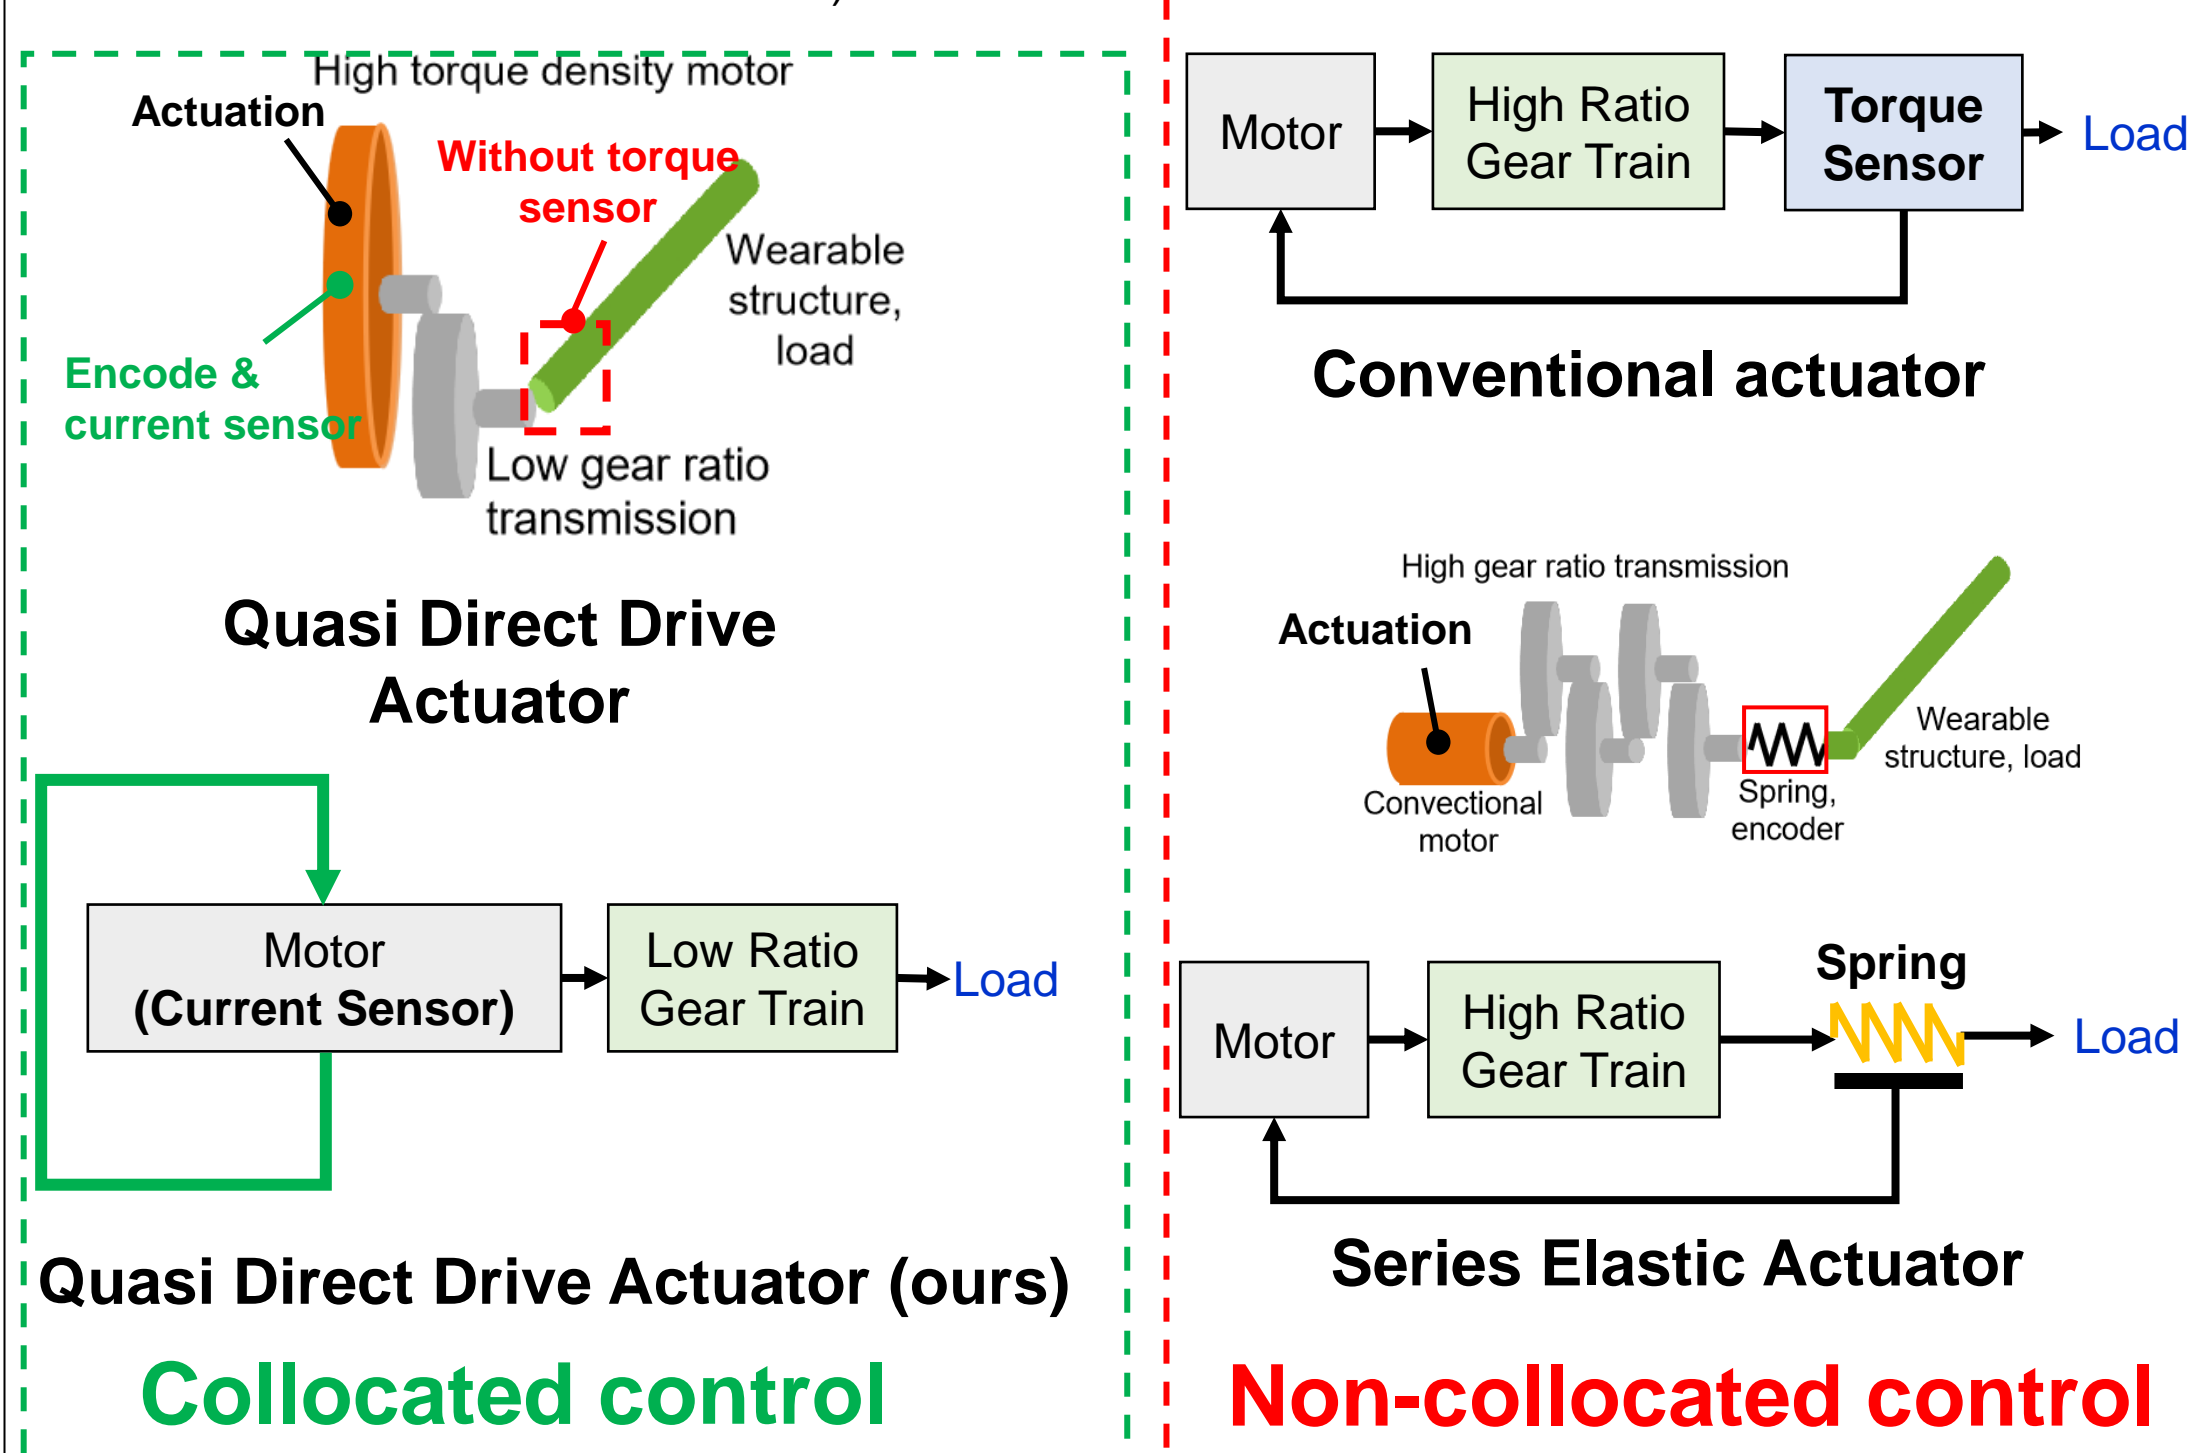 High torque density motor
Actuation
Without torque
sensor
Wearable
structure,
load
Encode &
current sensor
Low gear ratio
transmission
Quasi Direct Drive
Actuator
Motor
(Current Sensor)
Low Ratio
Gear Train
Load
Quasi Direct Drive Actuator (ours)
Collocated control
Motor
High Ratio
Gear Train
Torque
Sensor
Load
Conventional actuator
High gear ratio transmission
Actuation
Convectional
motor
Spring,
encoder
Wearable
structure, load
Motor
High Ratio
Gear Train
Spring
Load
Series Elastic Actuator
Non-collocated control